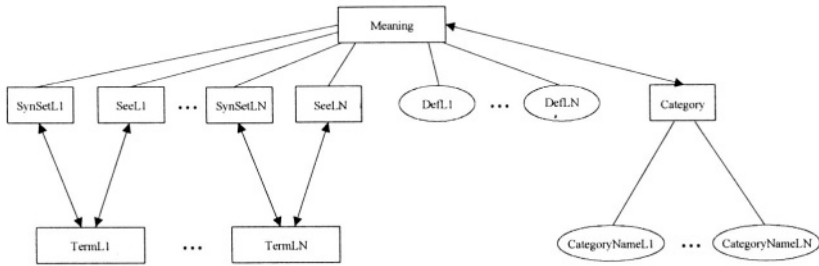 Meaning
SynSetL1 SeeL1 ... SynSetLN SeeLN DefL1 ... DefLN Category
TermL1 ... TermLN CategoryNameL1 ... CategoryNameLN